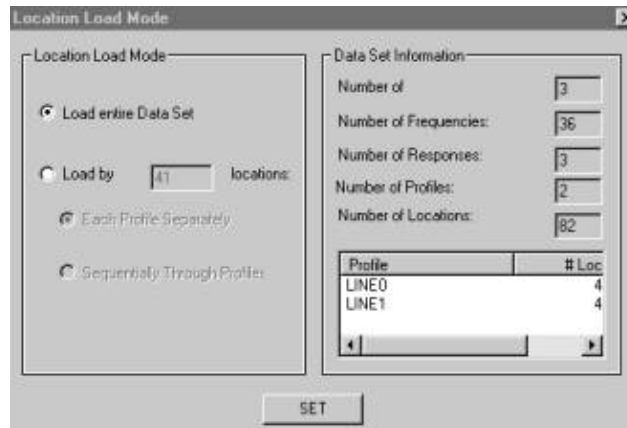 Location Load Mode
Location Load Mode
Load entire Data Set
Load by 41 locations:
Each Profile Separately
Sequentially Through Profiles
Data Set Information
Number of 3
Number of Frequencies: 36
Number of Responses: 3
Number of Profiles: 2
Number of Locations: 82
Profile # Loc
LINE0 4
LINE1 4
SET